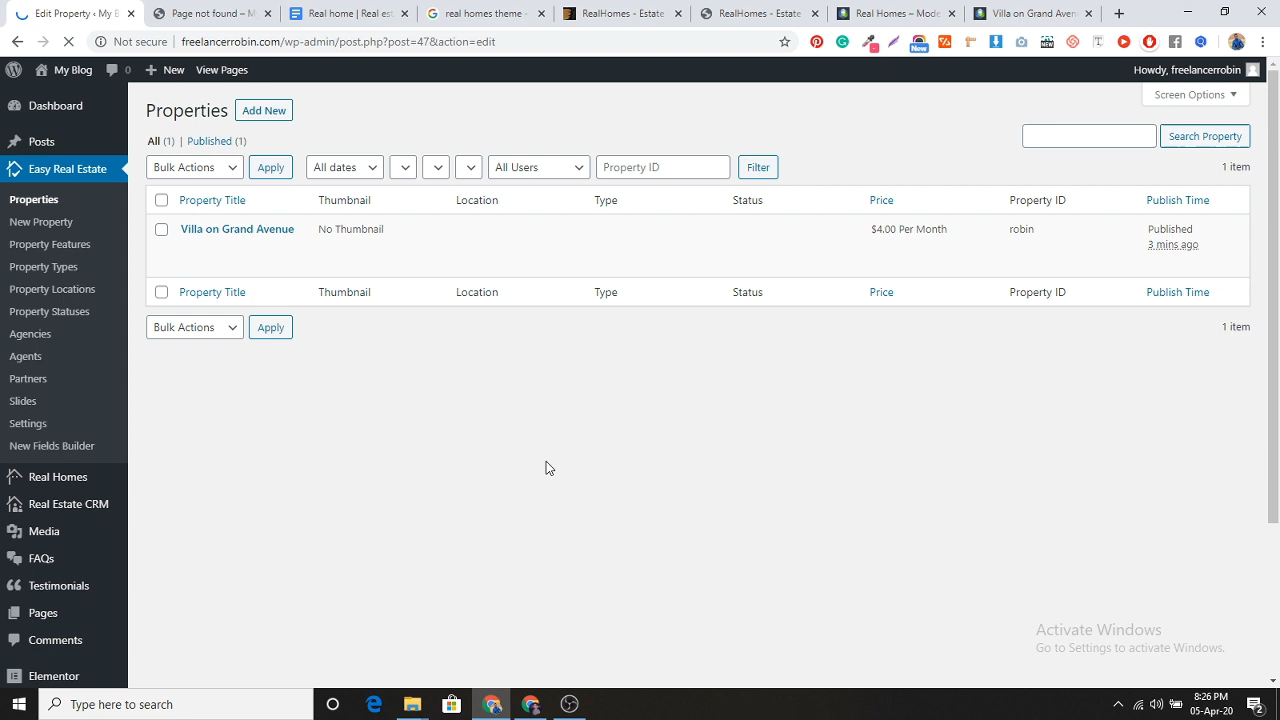 Edit Property ‹ My B
Page not found – My
Real home | Real est
real homes theme -
RealHomes - Estate
RealHomes - Estate
Real Homes – Mode
Villa on Grand Aven
Not secure | freelancerrobin.com/wp-admin/post.php?post=47&action=edit
New
NEW
My Blog 0 New View Pages
Howdy, freelancerrobin
Dashboard
Posts
Easy Real Estate
Properties
New Property
Property Features
Property Types
Property Locations
Property Statuses
Agencies
Agents
Partners
Slides
Settings
New Fields Builder
Real Homes
Real Estate CRM
Media
FAQs
Testimonials
Pages
Comments
Elementor
Screen Options
Properties Add New
All (1) | Published (1)
Search Property
Bulk Actions Apply All dates All Users Property ID Filter 1 item
Property Title Thumbnail Location Type Status Price Property ID Publish Time
Villa on Grand Avenue No Thumbnail $4.00 Per Month robin Published
3 mins ago
Property Title Thumbnail Location Type Status Price Property ID Publish Time
Bulk Actions Apply 1 item
Activate Windows
Go to Settings to activate Windows.
Type here to search
8:26 PM
05-Apr-20
2